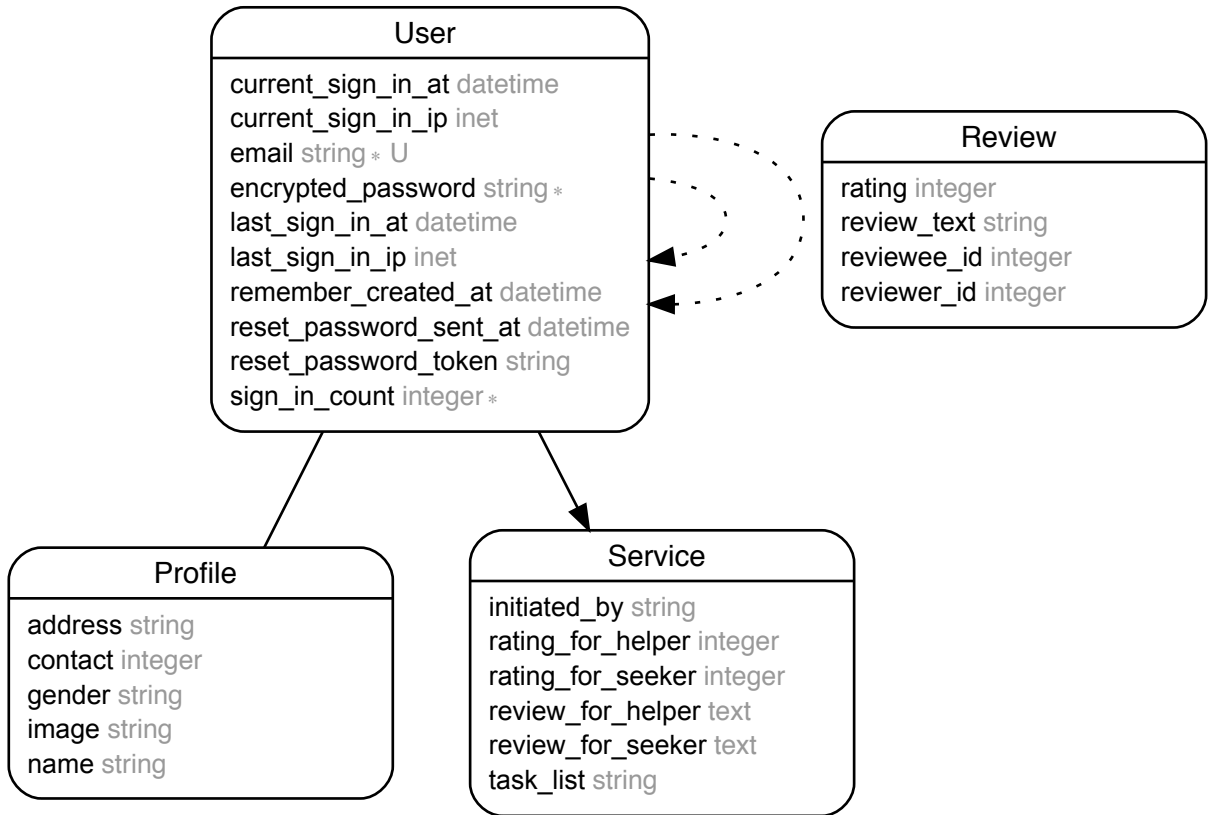 User
current_sign_in_at datetime
current_sign_in_ip inet
email string ∗ U
encrypted_password string ∗
last_sign_in_at datetime
last_sign_in_ip inet
remember_created_at datetime
reset_password_sent_at datetime
reset_password_token string
sign_in_count integer ∗
Review
rating integer
review_text string
reviewee_id integer
reviewer_id integer
Profile
address string
contact integer
gender string
image string
name string
Service
initiated_by string
rating_for_helper integer
rating_for_seeker integer
review_for_helper text
review_for_seeker text
task_list string